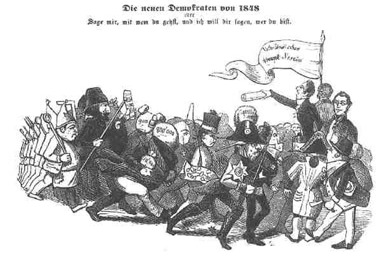 Die neuen Demokraten von 1848
oder
Sage mir, mit wem du gehst, und ich will dir sagen, wer du bist.